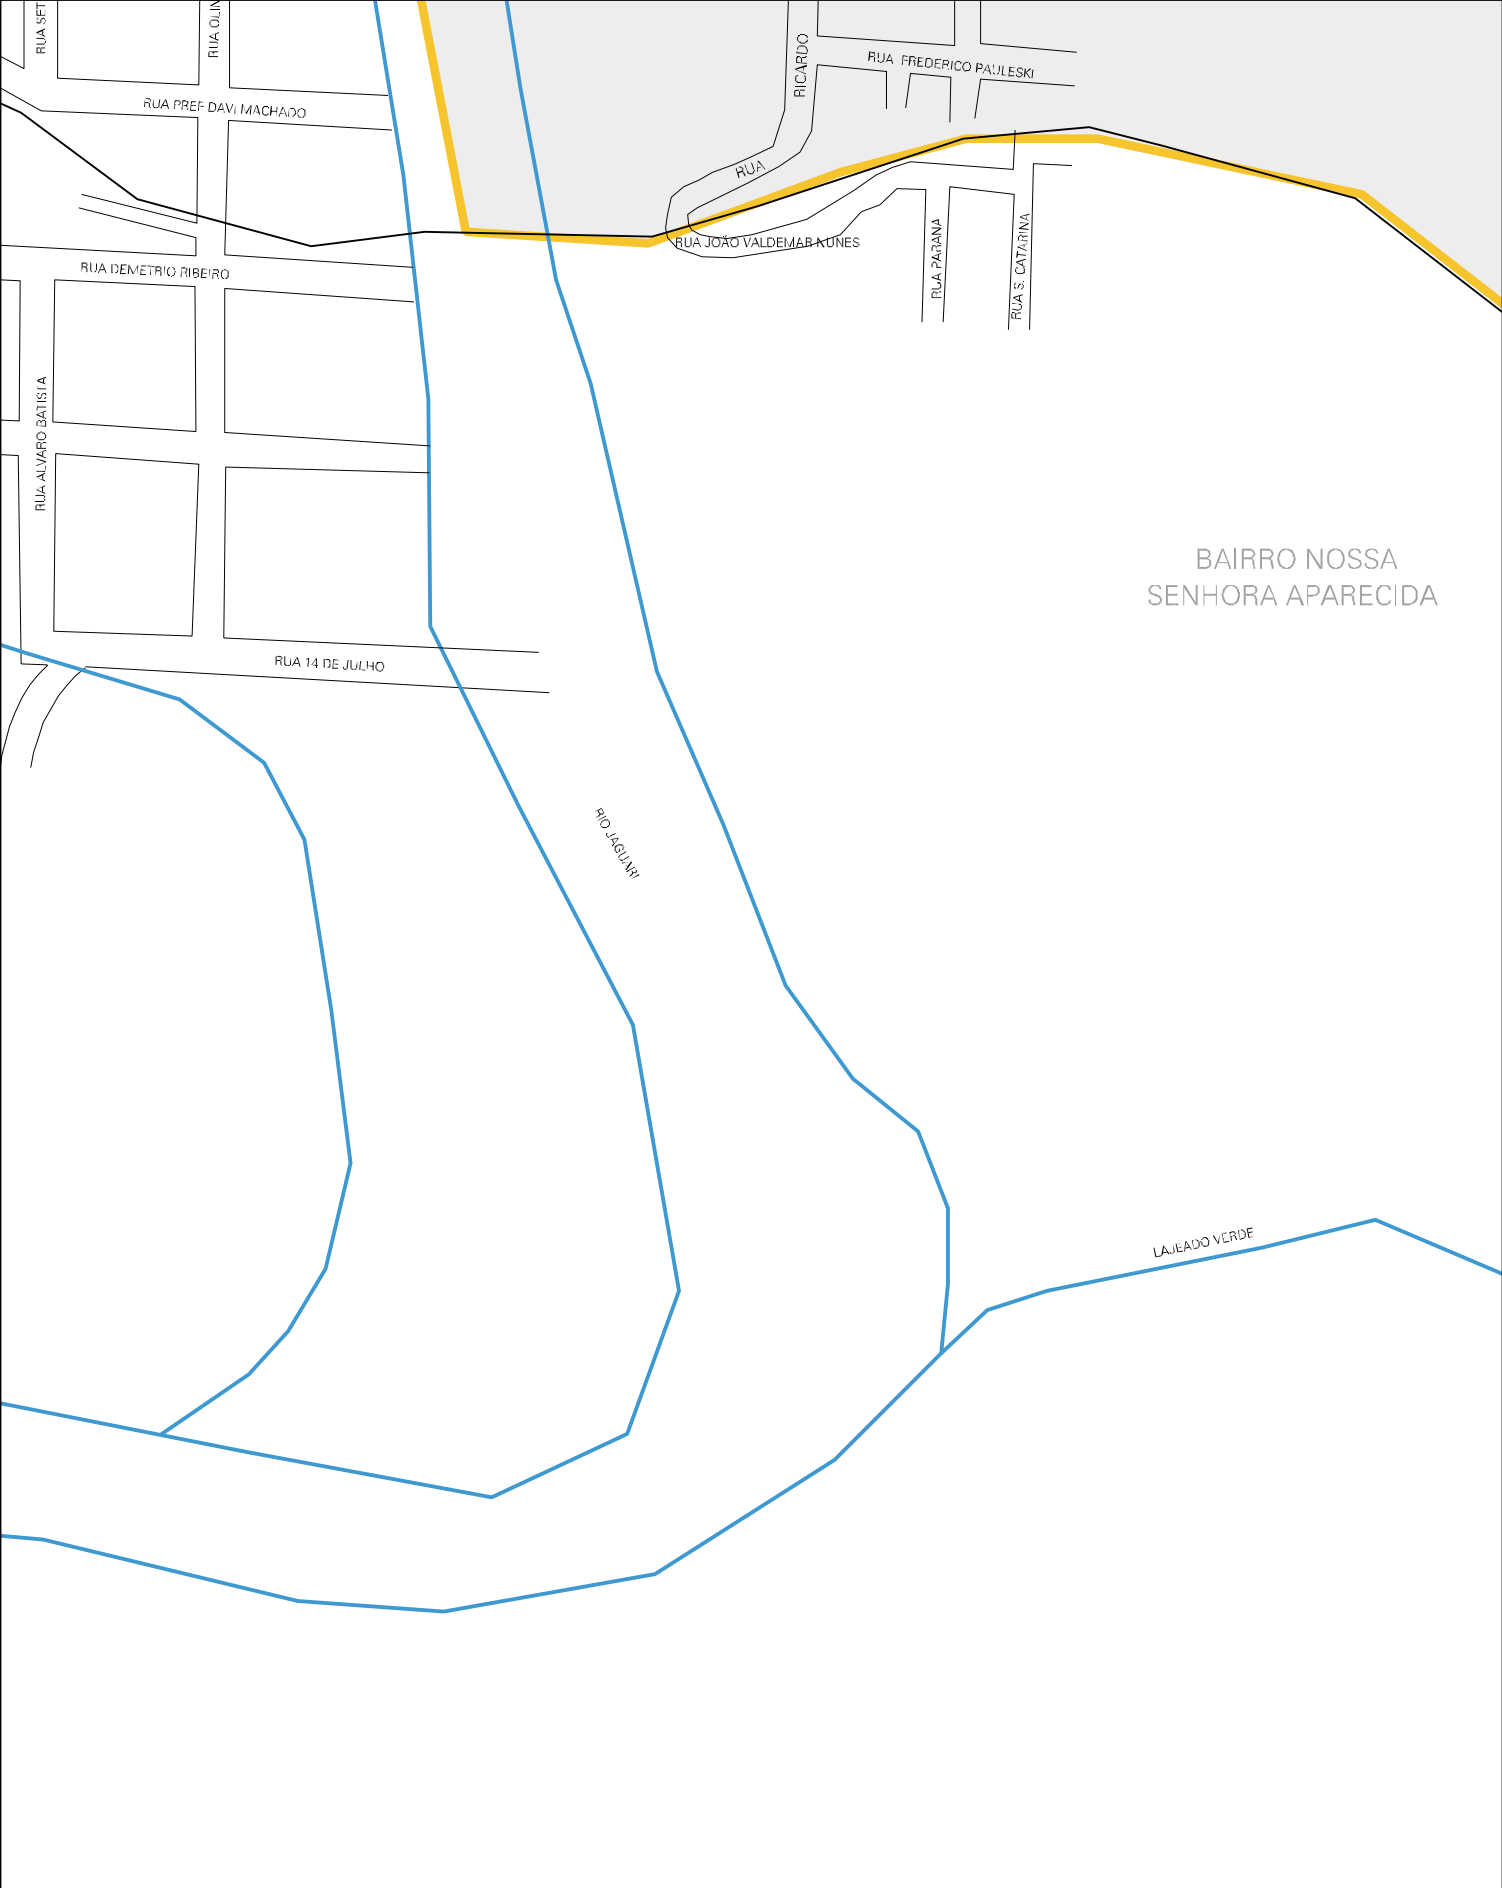 RUA SET
RUA OLIN
RICARDO
RUA FREDERICO PAULESKI
RUA PREF DAVI MACHADO
RUA
RUA JOÃO VALDEMAR NUNES
RUA PARANA
RUA S. CATARINA
RUA DEMETRIO RIBEIRO
RUA ALVARO BATISTA
BAIRRO NOSSA
SENHORA APARECIDA
RUA 14 DE JULHO
RIO JAGUARI
LAJEADO VERDE